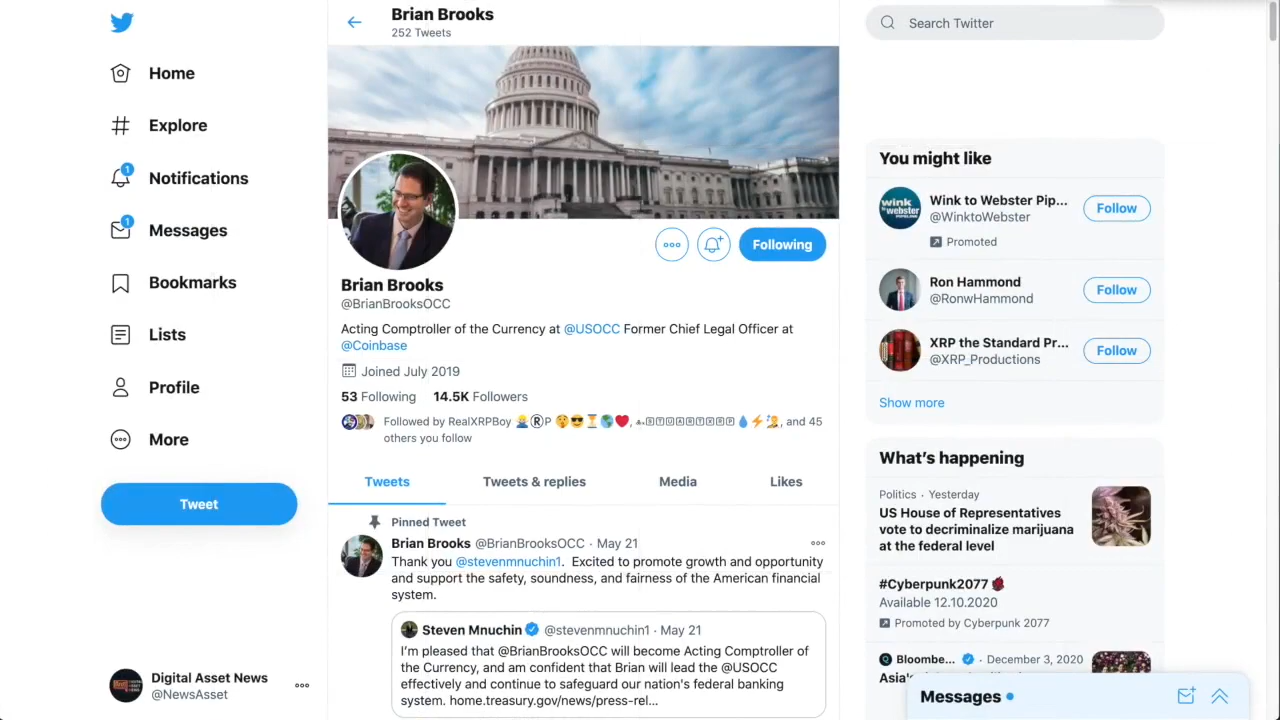 Brian Brooks
252 Tweets
Search Twitter
Home
Explore
1
Notifications
1
Messages
Bookmarks
Lists
Profile
More
Tweet
Digital Asset News
@NewsAsset
Following
Brian Brooks
@BrianBrooksOCC
Acting Comptroller of the Currency at @USOCC Former Chief Legal Officer at
@Coinbase
Joined July 2019
53 Following 14.5K Followers
Followed by RealXRPBoy 🤷‍♂️ⓇP 🤫😎⏳🌎❤️, 🅂🅃🅄🄰🅁🅃🅇🅁🄿 💧⚡, and 45
others you follow
Tweets
Tweets & replies
Media
Likes
Pinned Tweet
Brian Brooks @BrianBrooksOCC · May 21
Thank you @stevenmnuchin1. Excited to promote growth and opportunity
and support the safety, soundness, and fairness of the American financial
system.
Steven Mnuchin @stevenmnuchin1 · May 21
I'm pleased that @BrianBrooksOCC will become Acting Comptroller of
the Currency, and am confident that Brian will lead the @USOCC
effectively and continue to safeguard our nation's federal banking
system. home.treasury.gov/news/press-rel...
You might like
wink to webster PIPELINE
Wink to Webster Pip...
@WinktoWebster
Promoted
Follow
Ron Hammond
@RonwHammond
Follow
XRP the Standard Pr...
@XRP_Productions
Follow
Show more
What's happening
Politics · Yesterday
US House of Representatives
vote to decriminalize marijuana
at the federal level
#Cyberpunk2077
Available 12.10.2020
Promoted by Cyberpunk 2077
Bloombe... · December 3, 2020
Asia's
Messages